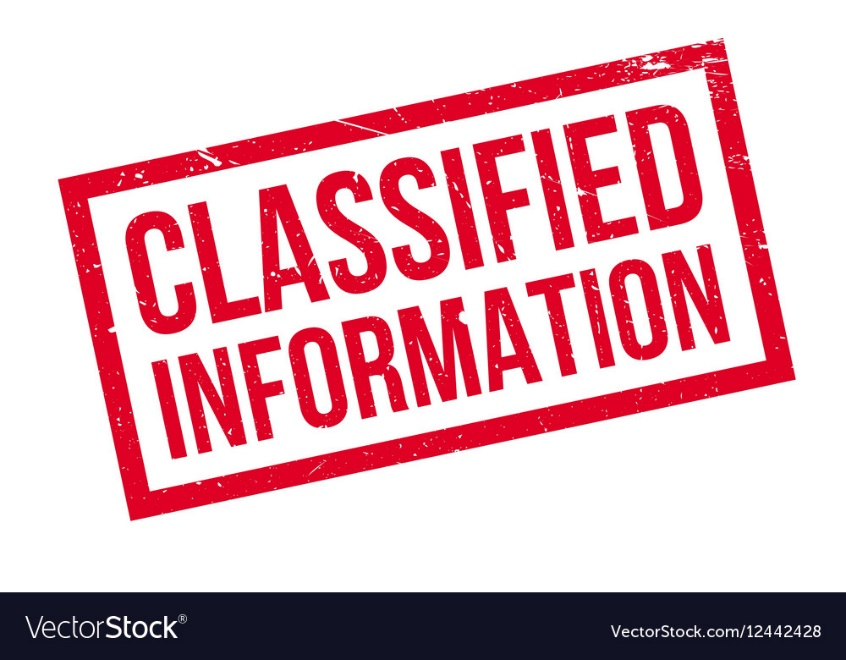 CLASSIFIED
INFORMATION
VectorStock®
VectorStock.com/12442428